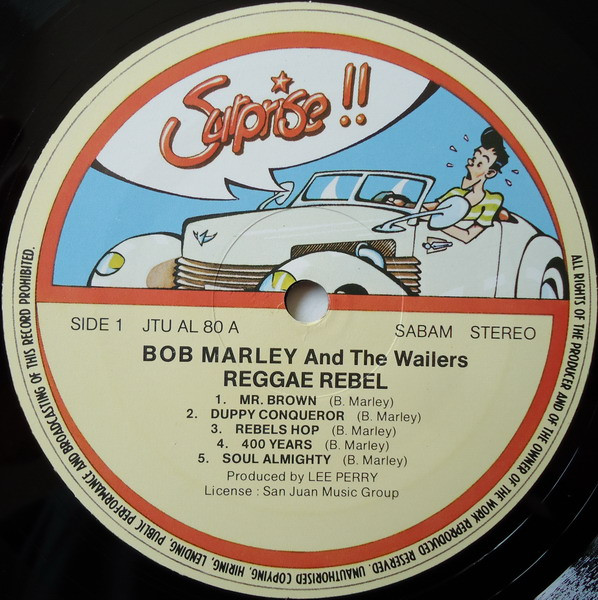 Surprise!!
SIDE 1 JTU AL 80 A
SABAM STEREO
BOB MARLEY And The Wailers
REGGAE REBEL
1. MR. BROWN (B. Marley)
2. DUPPY CONQUEROR (B. Marley)
3. REBELS HOP (B. Marley)
4. 400 YEARS (B. Marley)
5. SOUL ALMIGHTY (B. Marley)
Produced by LEE PERRY
License : San Juan Music Group
ALL RIGHTS OF THE PRODUCER AND OF THE OWNER OF THE WORK REPRODUCED RESERVED. UNAUTHORISED COPYING, HIRING, LENDING, PUBLIC PERFORMANCE AND BROADCASTING OF THIS RECORD PROHIBITED.